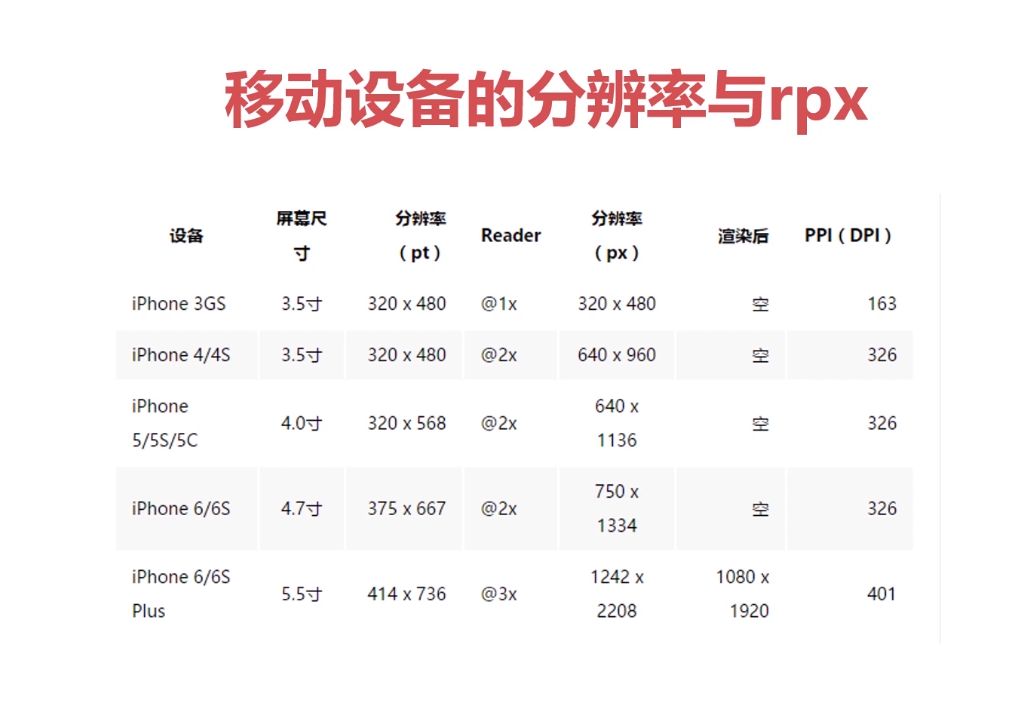 移动设备的分辨率与rpx
设备 屏幕尺寸 分辨率（pt） Reader 分辨率（px） 渲染后 PPI（DPI）
iPhone 3GS 3.5寸 320 x 480 @1x 320 x 480 空 163
iPhone 4/4S 3.5寸 320 x 480 @2x 640 x 960 空 326
iPhone 5/5S/5C 4.0寸 320 x 568 @2x 640 x 1136 空 326
iPhone 6/6S 4.7寸 375 x 667 @2x 750 x 1334 空 326
iPhone 6/6S Plus 5.5寸 414 x 736 @3x 1242 x 2208 1080 x 1920 401